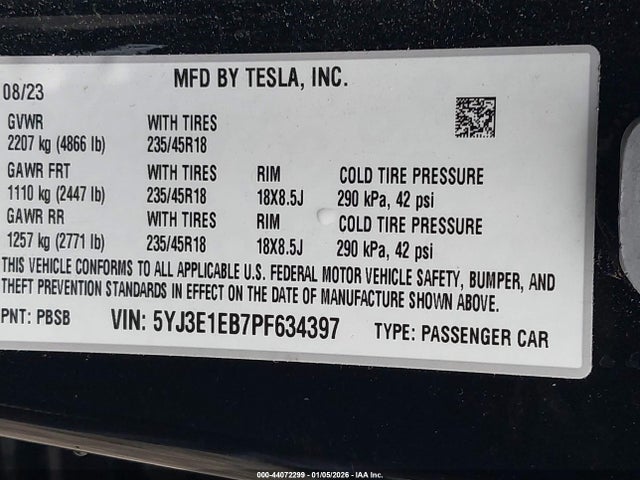 MFD BY TESLA, INC.
08/23
GVWR WITH TIRES
2207 kg (4866 lb) 235/45R18
GAWR FRT WITH TIRES RIM COLD TIRE PRESSURE
1110 kg (2447 lb) 235/45R18 18X8.5J 290 kPa, 42 psi
GAWR RR WITH TIRES RIM COLD TIRE PRESSURE
1257 kg (2771 lb) 235/45R18 18X8.5J 290 kPa, 42 psi
THIS VEHICLE CONFORMS TO ALL APPLICABLE U.S. FEDERAL MOTOR VEHICLE SAFETY, BUMPER, AND
THEFT PREVENTION STANDARDS IN EFFECT ON THE DATE OF MANUFACTURE SHOWN ABOVE.
PNT: PBSB VIN: 5YJ3E1EB7PF634397 TYPE: PASSENGER CAR
000-44072299 - 01/05/2026 - IAA Inc.